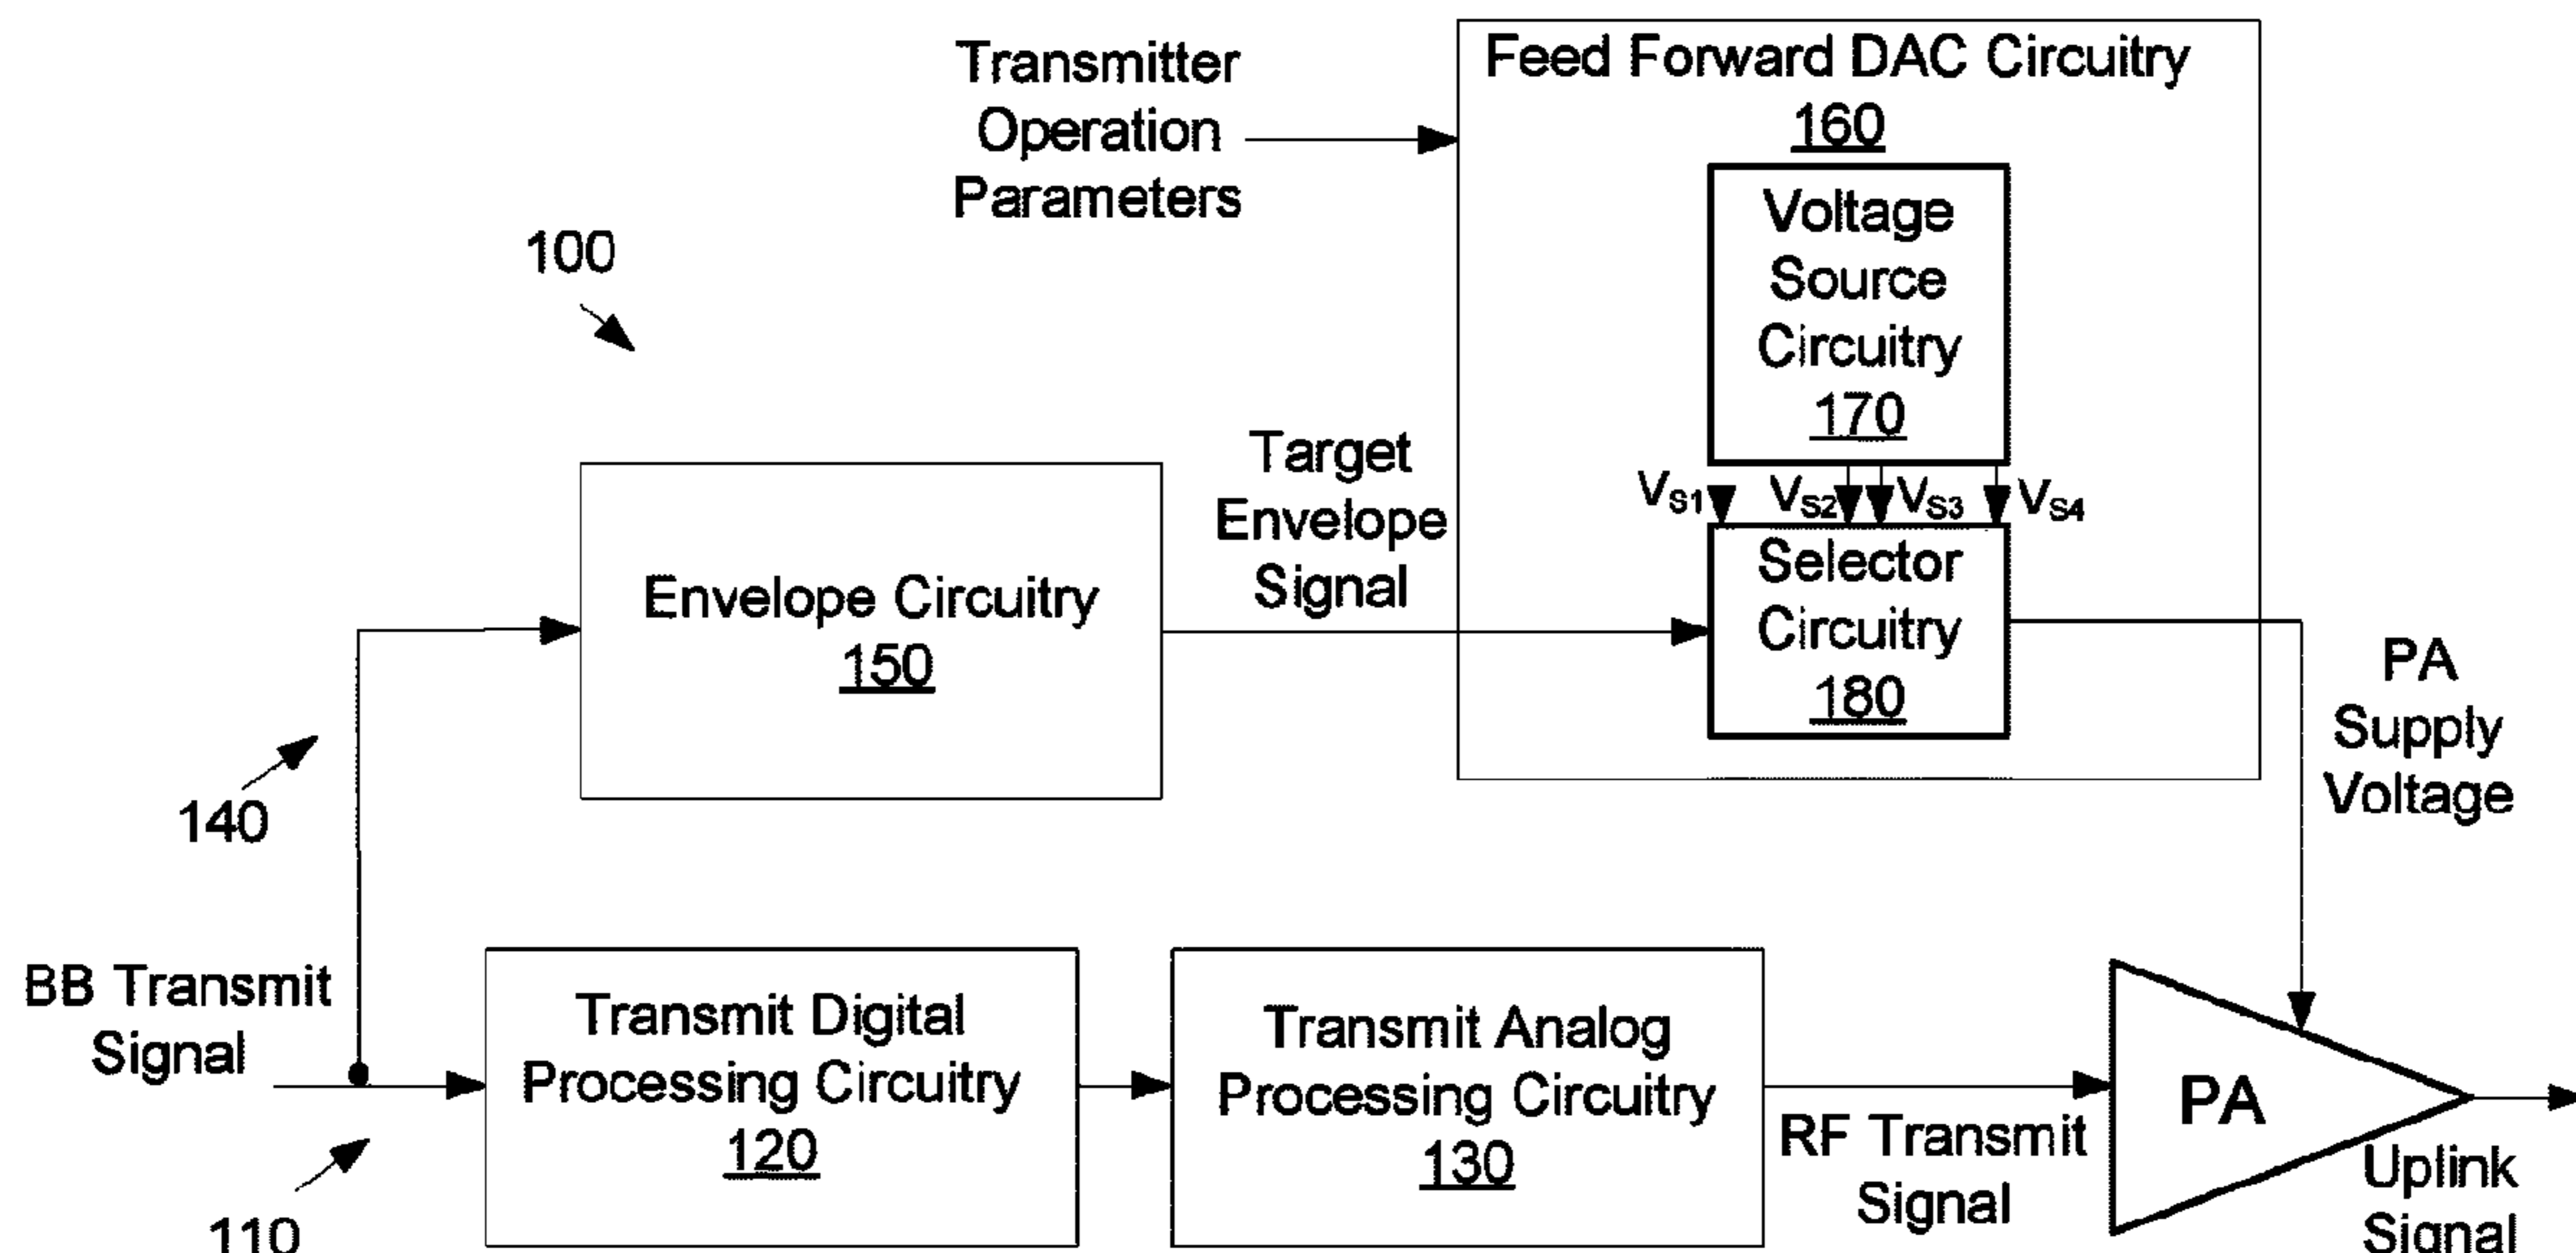 Transmitter
Operation
Parameters
Feed Forward DAC Circuitry
160
Voltage
Source
Circuitry
170
100
VS1 VS2 VS3 VS4
Target
Envelope
Signal
Selector
Circuitry
180
Envelope Circuitry
150
PA
Supply
Voltage
140
BB Transmit
Signal
Transmit Digital
Processing Circuitry
120
Transmit Analog
Processing Circuitry
130
RF Transmit
Signal
PA
Uplink
Signal
110